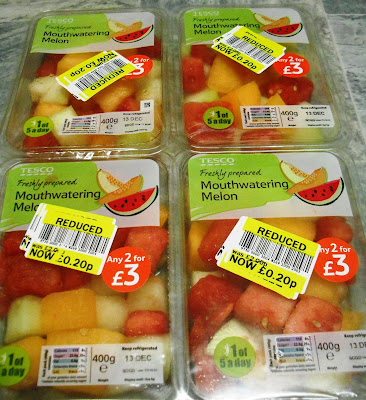 TESCO
Freshly prepared
Mouthwatering
Melon
REDUCED
NOW £0.20p
Any 2 for
£3
1 of
5 a day
400g
e
13 DEC
TESCO
Freshly prepared
Mouthwatering
Melon
REDUCED
NOW £0.20p
Any 2 for
£3
1 of
5 a day
400g
e
Keep refrigerated
13 DEC
TESCO
Freshly prepared
Mouthwatering
Melon
REDUCED
NOW £0.20p
Any 2 for
£3
1 of
5 a day
400g
e
Keep refrigerated
13 DEC
TESCO
Freshly prepared
Mouthwatering
Melon
REDUCED
NOW £0.20p
Any 2 for
£3
1 of
5 a day
400g
e
Keep refrigerated
13 DEC